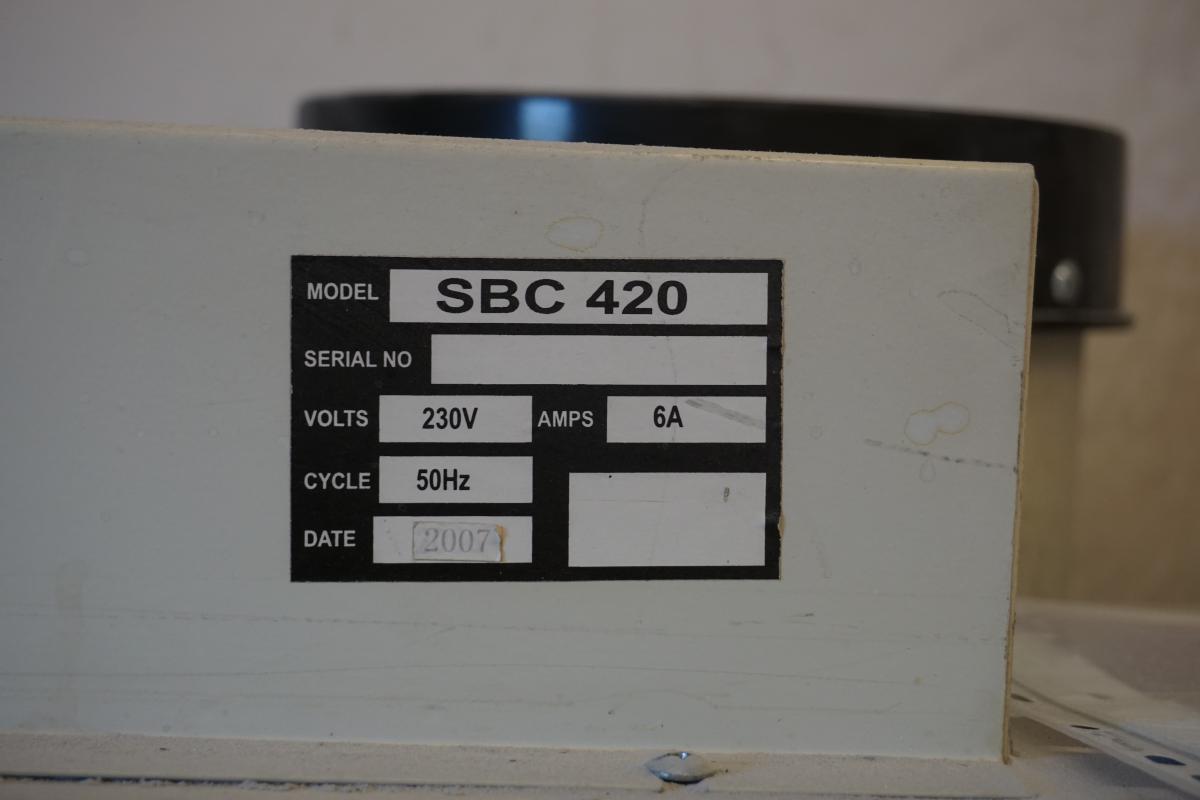 MODEL SBC 420
SERIAL NO
VOLTS 230V AMPS 6A
CYCLE 50Hz
DATE 2007